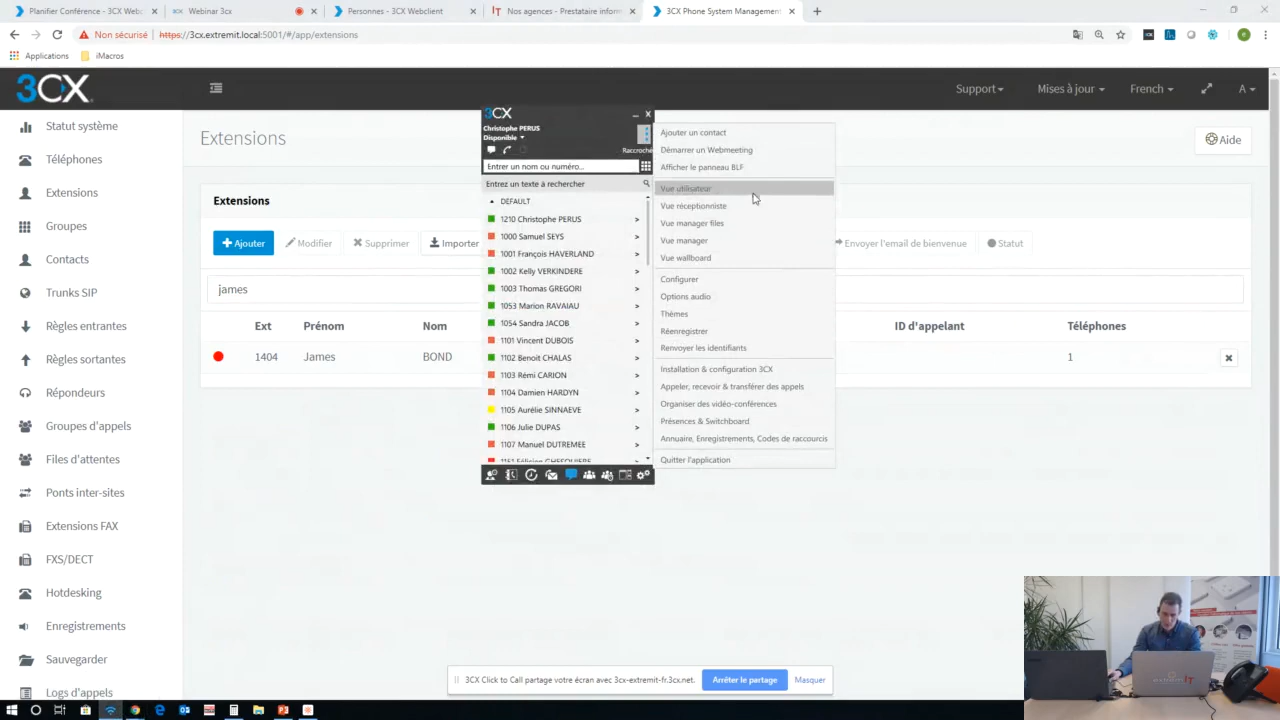 Planifier Conférence - 3CX Webc
Webinar 3cx
Personnes - 3CX Webclient
Nos agences - Prestataire inform
3CX Phone System Management
Non sécurisé
https://3cx.extremit.local:5001/#/app/extensions
Applications
iMacros
3CX
Support
Mises à jour
French
A
Statut système
Téléphones
Extensions
Groupes
Contacts
Trunks SIP
Règles entrantes
Règles sortantes
Répondeurs
Groupes d'appels
Files d'attentes
Ponts inter-sites
Extensions FAX
FXS/DECT
Hotdesking
Enregistrements
Sauvegarder
Logs d'appels
Extensions
Aide
Extensions
Ajouter
Modifier
Supprimer
Importer
Envoyer l'email de bienvenue
Statut
james
Ext
Prénom
Nom
ID d'appelant
Téléphones
1404
James
BOND
1
3CX
Christophe PERUS
Disponible
Raccroché
Entrer un nom ou numéro...
Entrez un texte à rechercher
DEFAULT
1210 Christophe PERUS
1000 Samuel SEYS
1001 François HAVERLAND
1002 Kelly VERKINDERE
1003 Thomas GREGORI
1053 Marion RAVAIAU
1054 Sandra JACOB
1101 Vincent DUBOIS
1102 Benoit CHALAS
1103 Rémi CARION
1104 Damien HARDYN
1105 Aurélie SINNAEVE
1106 Julie DUPAS
1107 Manuel DUTREMEE
1151 Félicien GHESQUIERE
Ajouter un contact
Démarrer un Webmeeting
Afficher le panneau BLF
Vue utilisateur
Vue réceptionniste
Vue manager files
Vue manager
Vue wallboard
Configurer
Options audio
Thèmes
Réenregistrer
Renvoyer les identifiants
Installation & configuration 3CX
Appeler, recevoir & transférer des appels
Organiser des vidéo-conférences
Présences & Switchboard
Annuaire, Enregistrements, Codes de raccourcis
Quitter l'application
3CX Click to Call partage votre écran avec 3cx-extremit-fr.3cx.net.
Arrêter le partage
Masquer